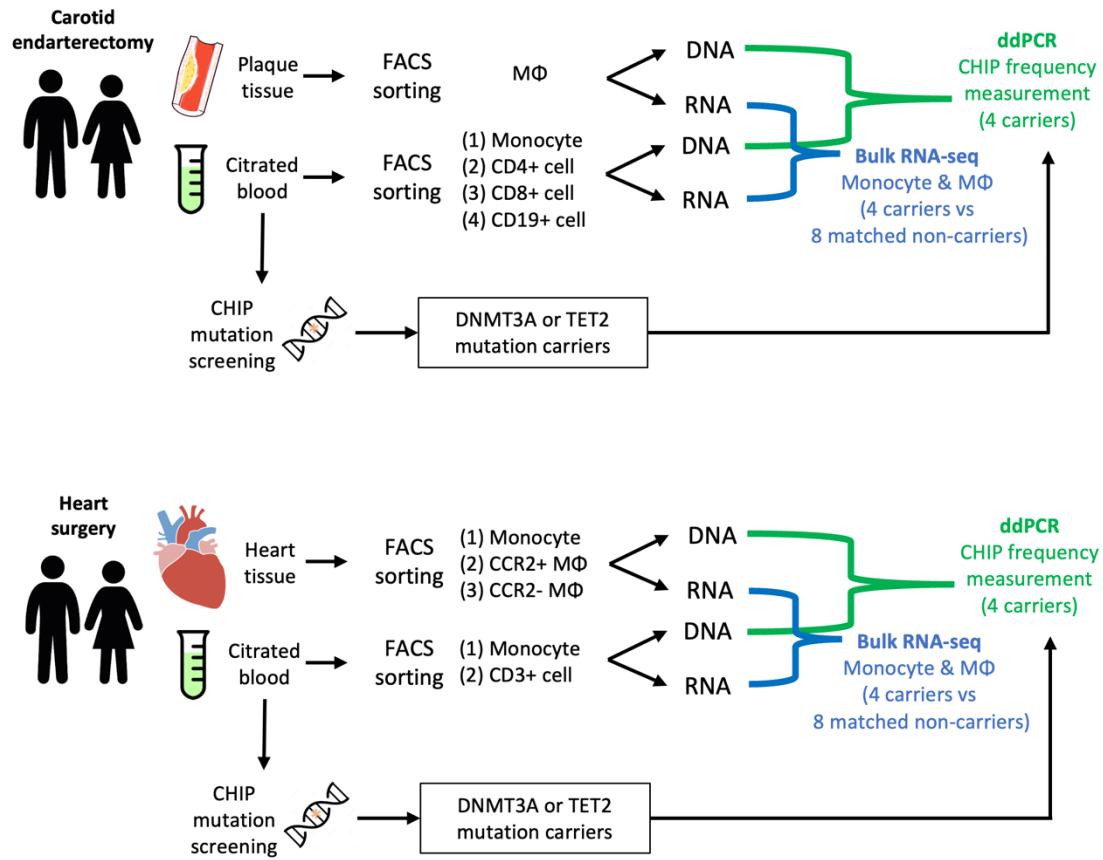 Carotid
endarterectomy
Plaque
tissue
FACS
sorting
MΦ
DNA
RNA
ddPCR
CHIP frequency
measurement
(4 carriers)
Citrated
blood
FACS
sorting
(1) Monocyte
(2) CD4+ cell
(3) CD8+ cell
(4) CD19+ cell
DNA
RNA
Bulk RNA-seq
Monocyte & MΦ
(4 carriers vs
8 matched non-carriers)
CHIP
mutation
screening
DNMT3A or TET2
mutation carriers
Heart
surgery
Heart
tissue
FACS
sorting
(1) Monocyte
(2) CCR2+ MΦ
(3) CCR2- MΦ
DNA
RNA
ddPCR
CHIP frequency
measurement
(4 carriers)
Citrated
blood
FACS
sorting
(1) Monocyte
(2) CD3+ cell
DNA
RNA
Bulk RNA-seq
Monocyte & MΦ
(4 carriers vs
8 matched non-carriers)
CHIP
mutation
screening
DNMT3A or TET2
mutation carriers